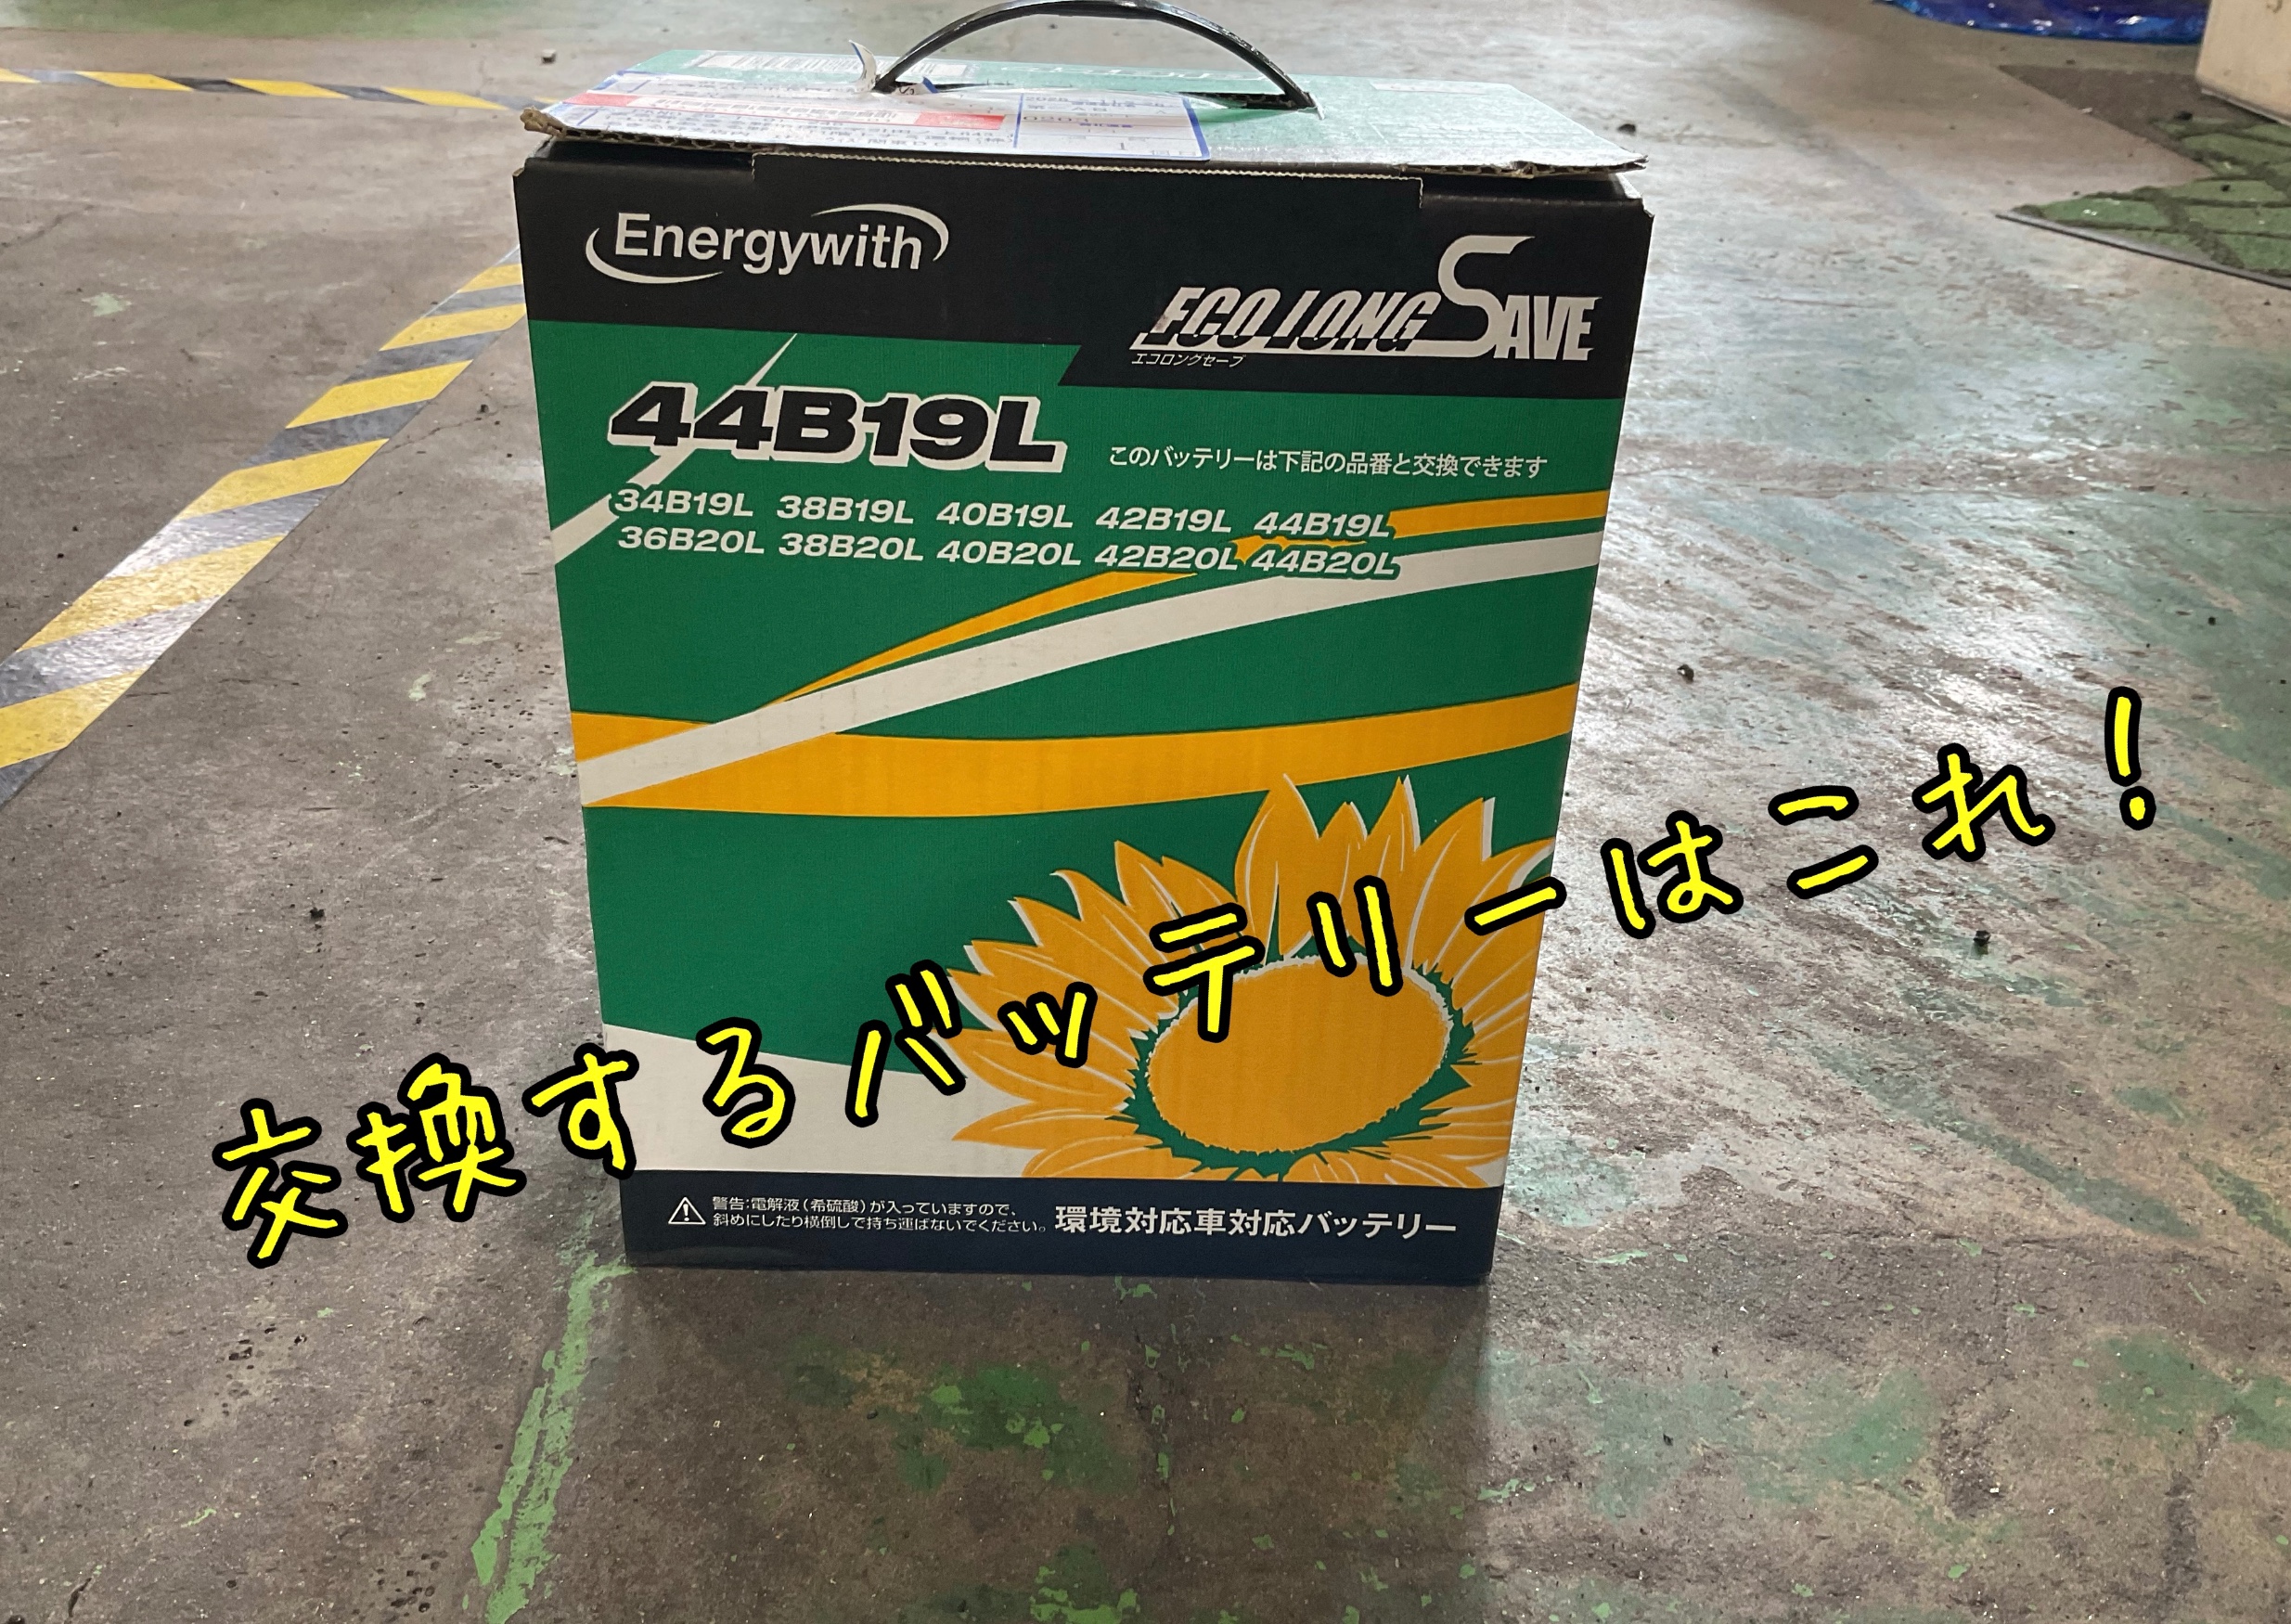 Energywith
ECO LONG SAVE
エコロングセーブ
44B19L
このバッテリーは下記の品番と交換できます
34B19L 38B19L 40B19L 42B19L 44B19L
36B20L 38B20L 40B20L 42B20L 44B20L
交換するバッテリーはこれ!
警告:電解液(希硫酸)が入っていますので、
斜めにしたり横倒しで持ち運ばないでください。
環境対応車対応バッテリー